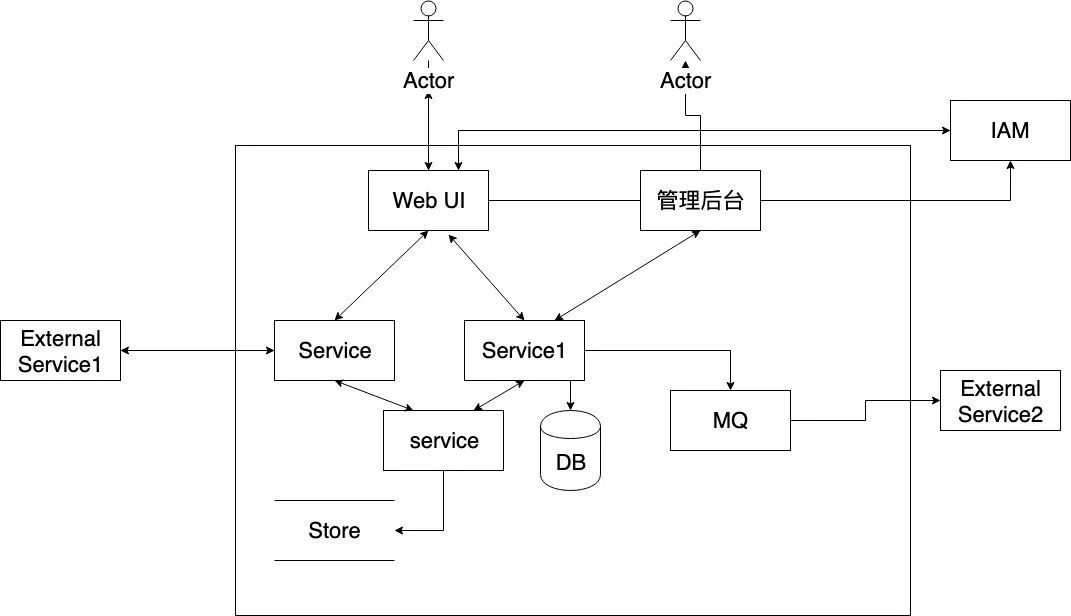 Actor
Actor
IAM
Web UI
管理后台
External
Service1
Service
Service1
External
Service2
MQ
service
DB
Store